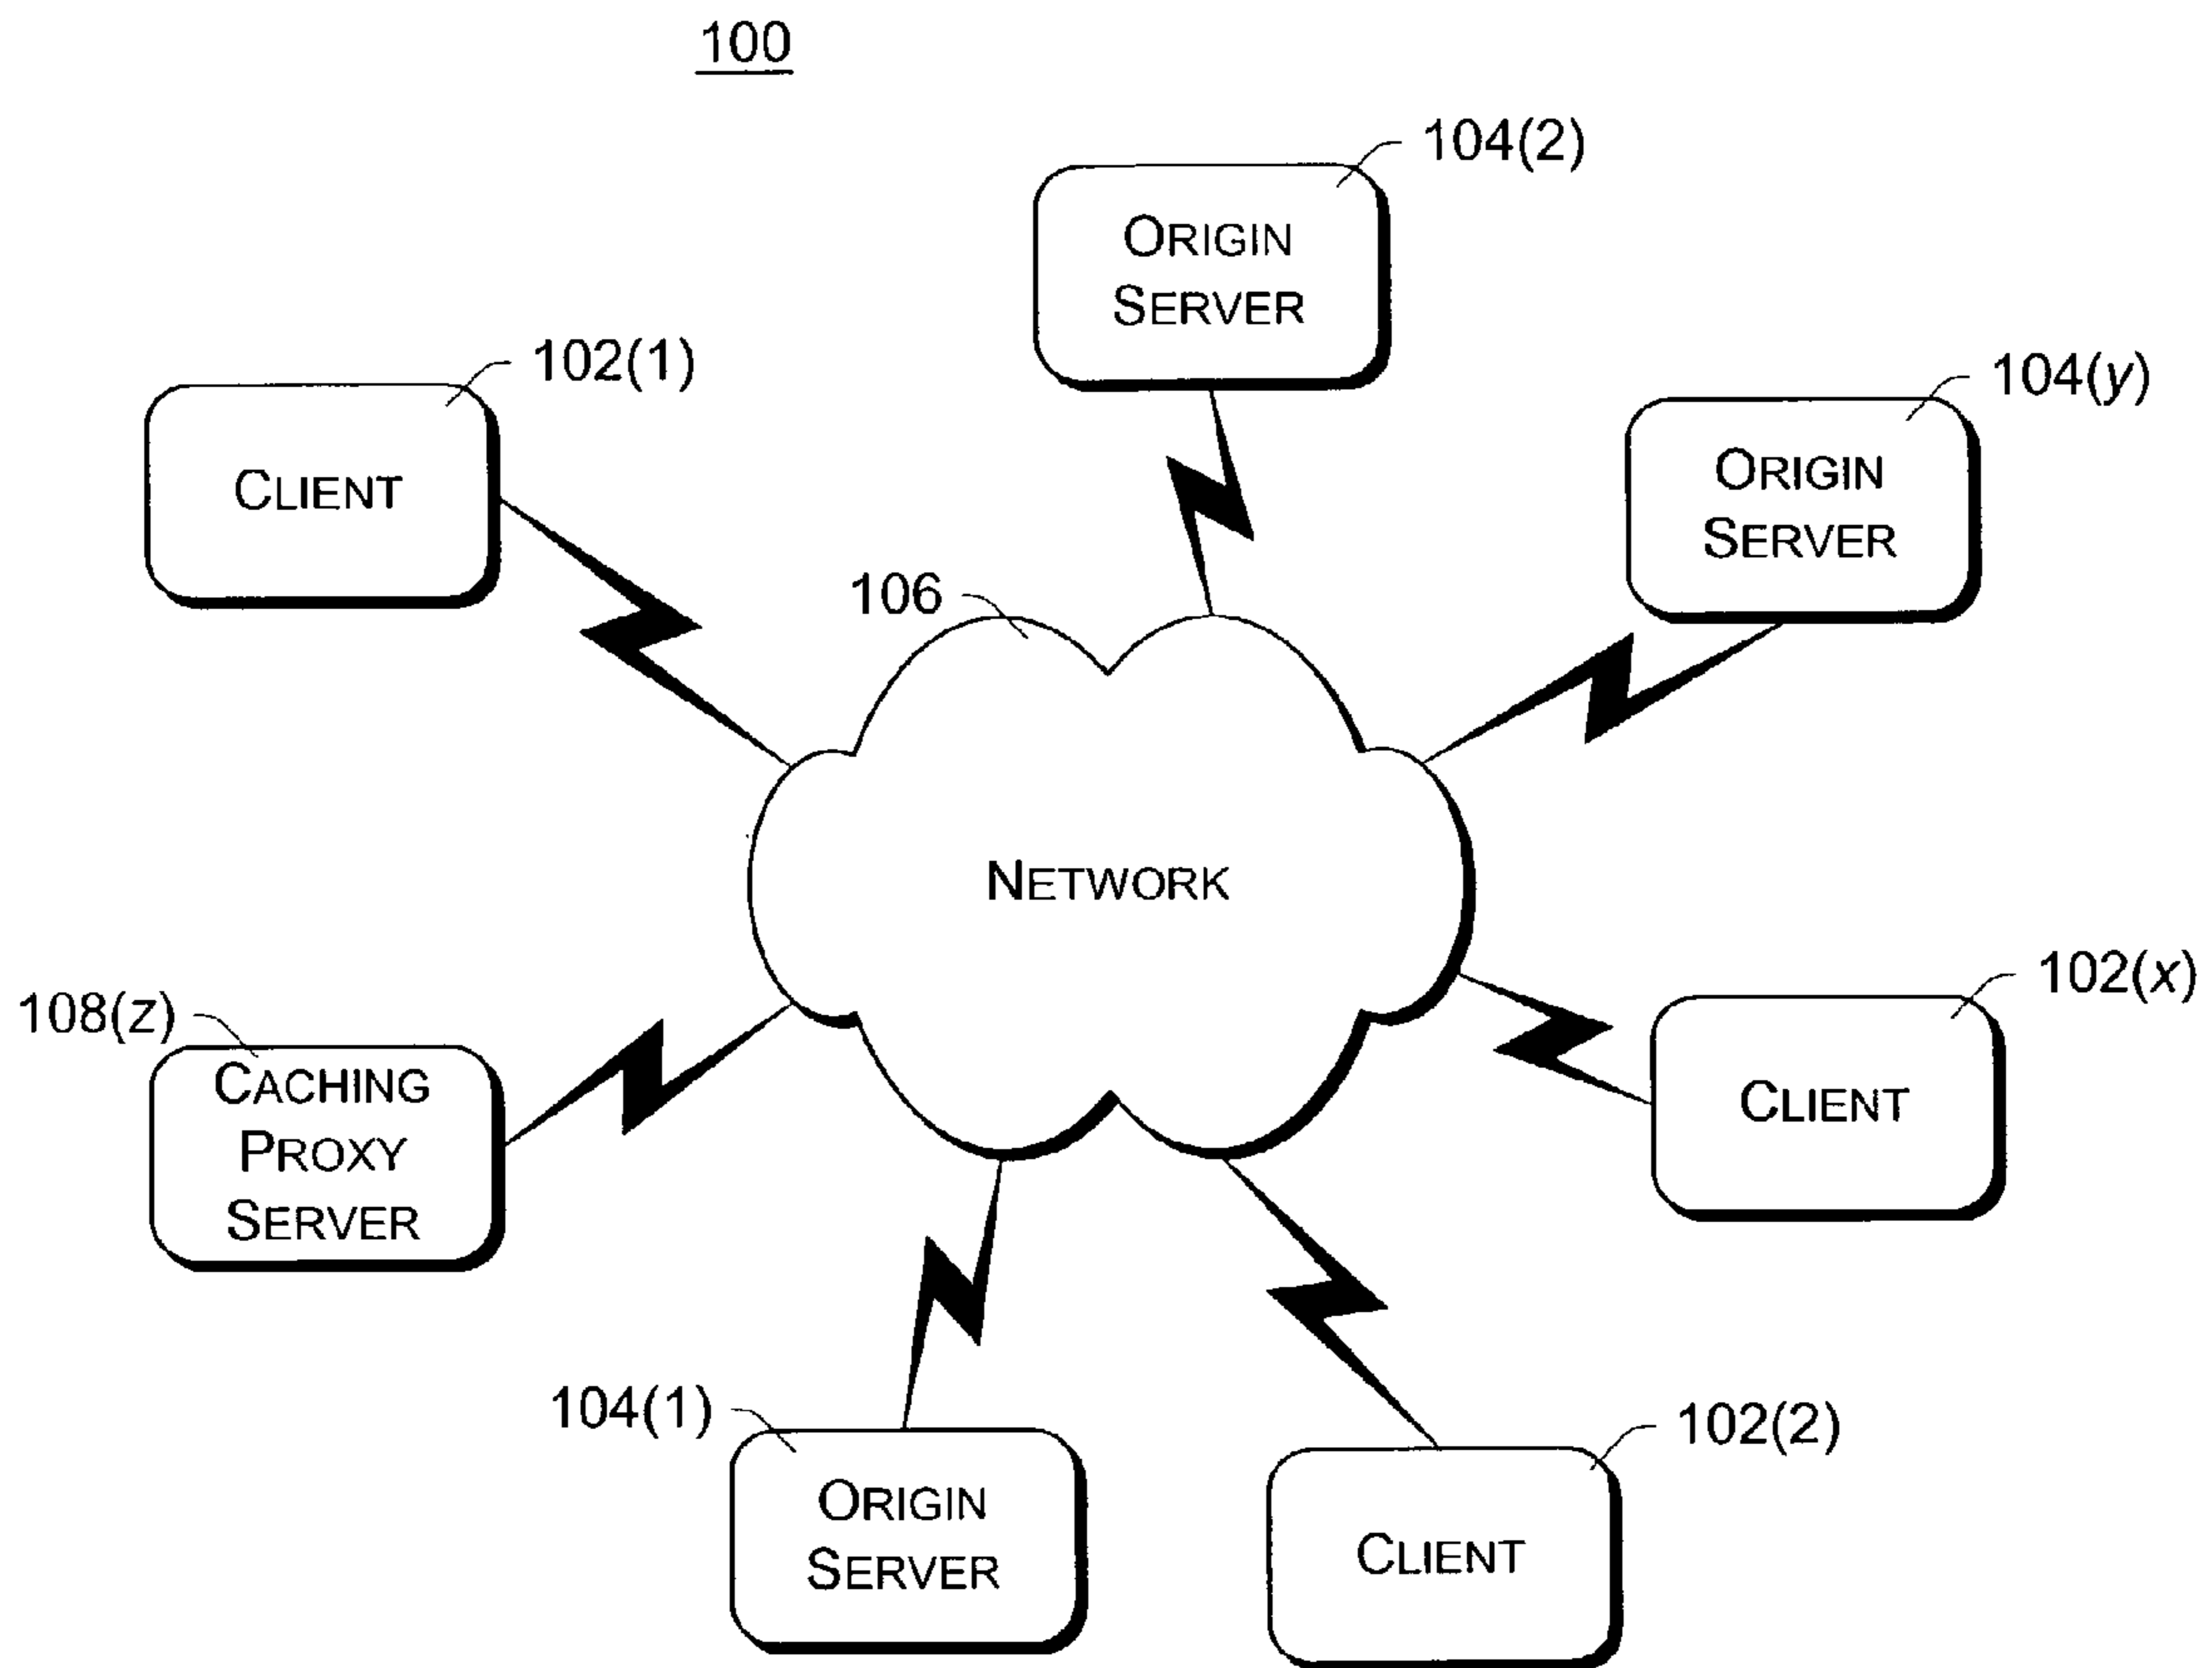 100
104(2)
ORIGIN
SERVER
102(1)
CLIENT
104(y)
ORIGIN
SERVER
106
NETWORK
108(z)
CACHING
PROXY
SERVER
102(x)
CLIENT
104(1)
ORIGIN
SERVER
102(2)
CLIENT